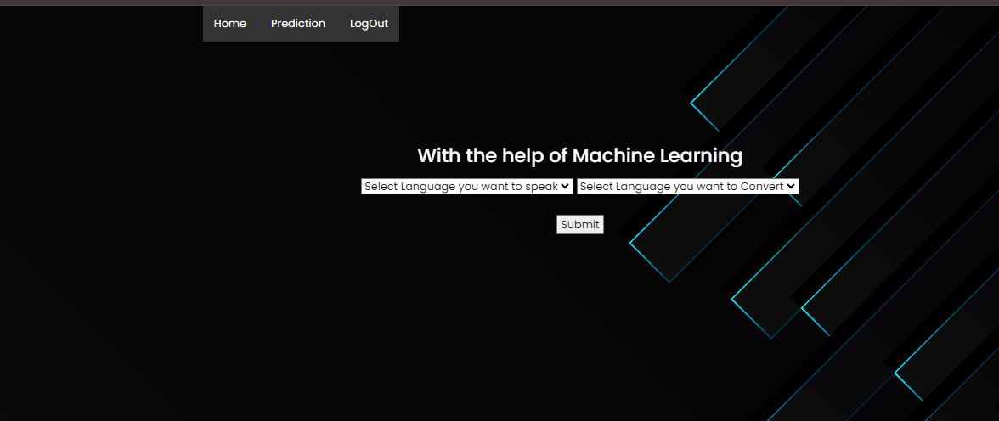 Home Prediction LogOut
With the help of Machine Learning
Select Language you want to speak Select Language you want to Convert
Submit